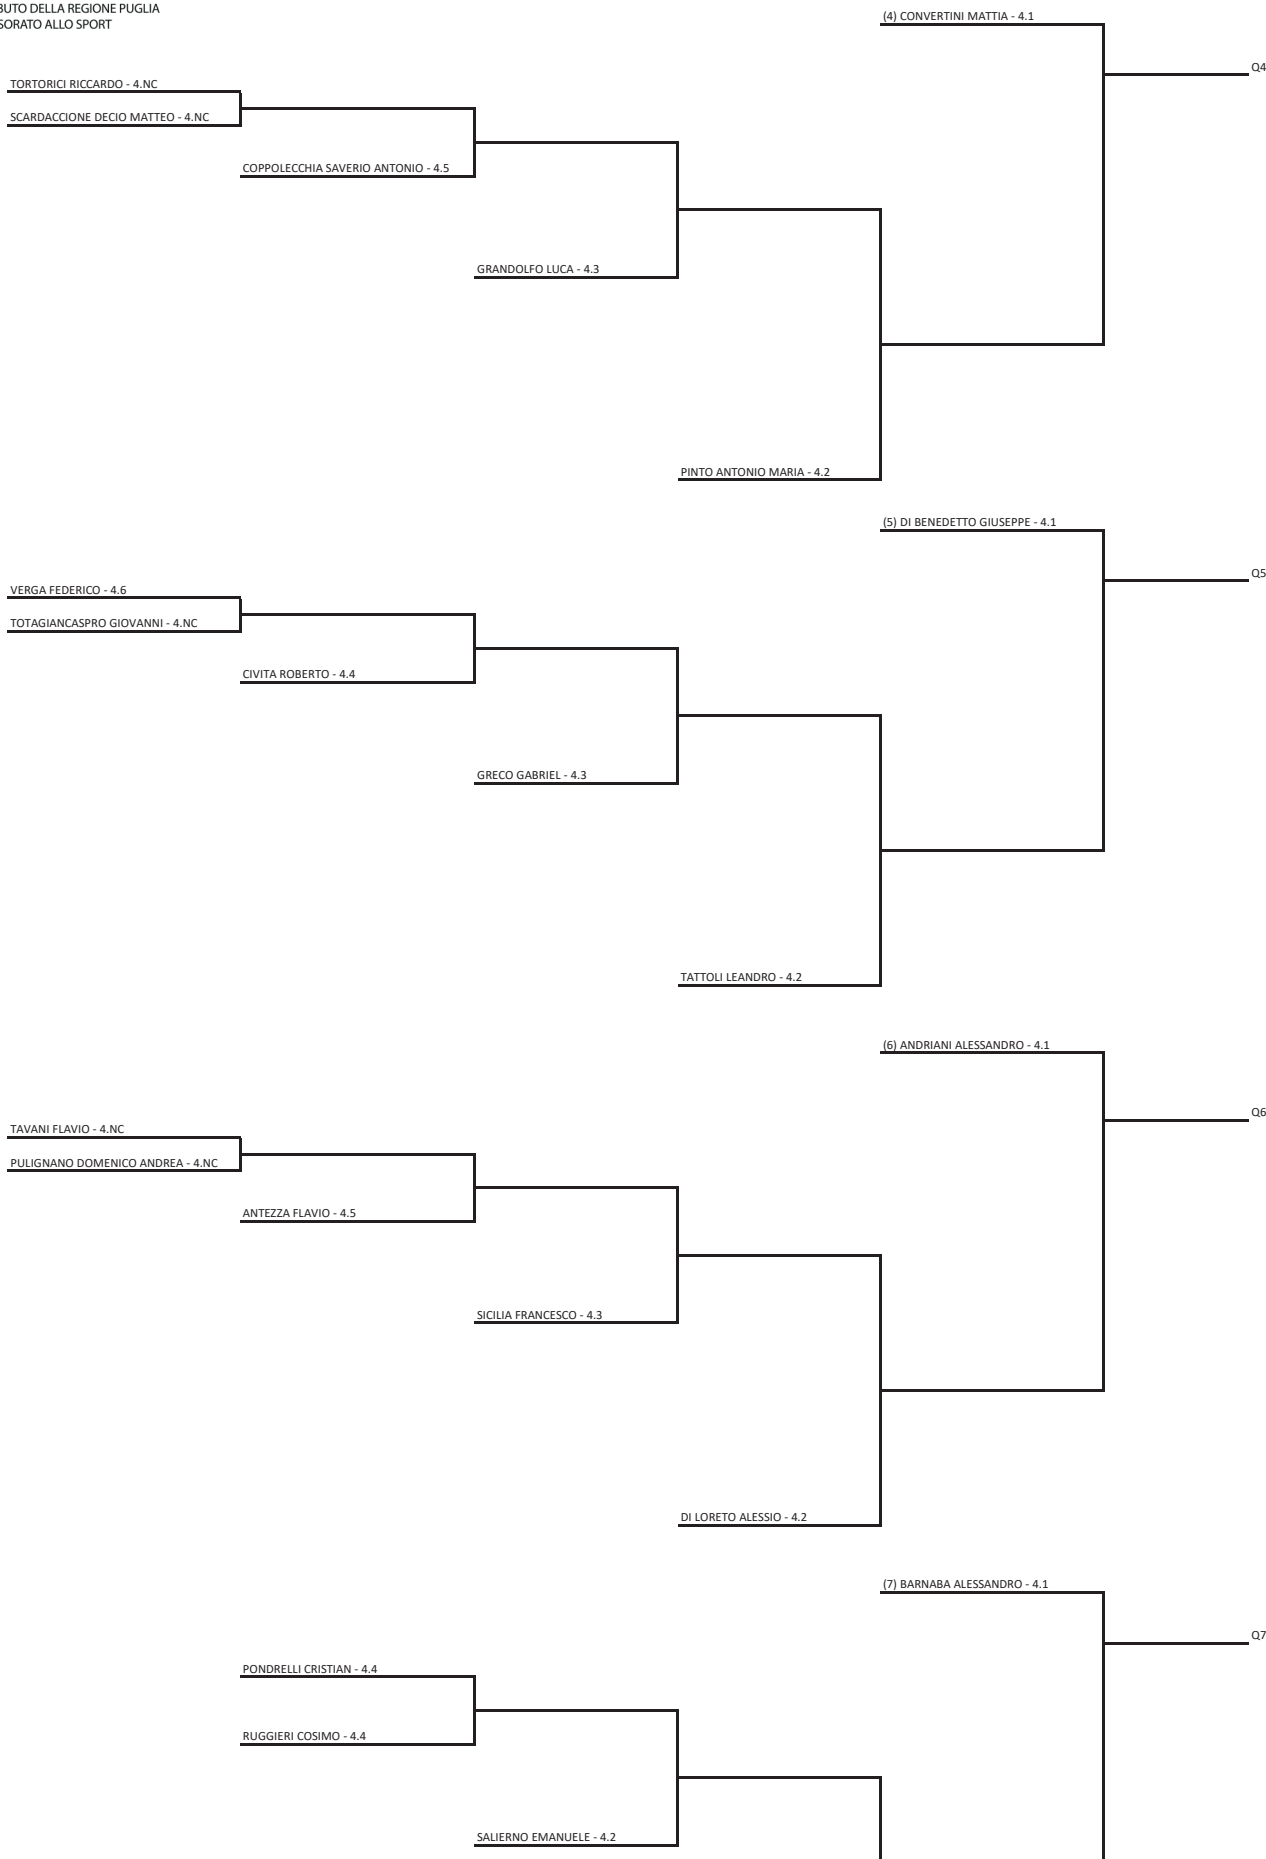 BUTO DELLA REGIONE PUGLIA
SORATO ALLO SPORT
(4) CONVERTINI MATTIA - 4.1
Q4
TORTORICI RICCARDO - 4.NC
SCARDACCIONE DECIO MATTEO - 4.NC
COPPOLECCHIA SAVERIO ANTONIO - 4.5
GRANDOLFO LUCA - 4.3
PINTO ANTONIO MARIA - 4.2
(5) DI BENEDETTO GIUSEPPE - 4.1
Q5
VERGA FEDERICO - 4.6
TOTAGIANCASPRO GIOVANNI - 4.NC
CIVITA ROBERTO - 4.4
GRECO GABRIEL - 4.3
TATTOLI LEANDRO - 4.2
(6) ANDRIANI ALESSANDRO - 4.1
Q6
TAVANI FLAVIO - 4.NC
PULIGNANO DOMENICO ANDREA - 4.NC
ANTEZZA FLAVIO - 4.5
SICILIA FRANCESCO - 4.3
DI LORETO ALESSIO - 4.2
(7) BARNABA ALESSANDRO - 4.1
Q7
PONDRELLI CRISTIAN - 4.4
RUGGIERI COSIMO - 4.4
SALIERNO EMANUELE - 4.2